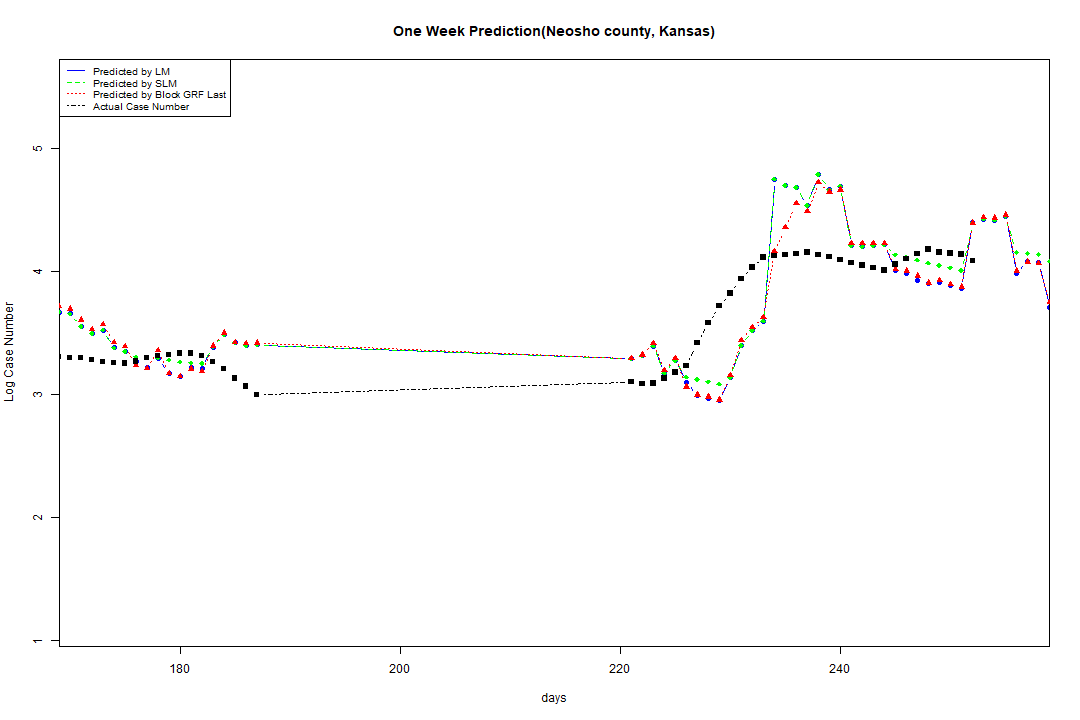 One Week Prediction(Neosho county, Kansas)
Predicted by LM
Predicted by SLM
Predicted by Block GRF Last
Actual Case Number
5
4
3
2
1
Log Case Number
180 200 220 240
days